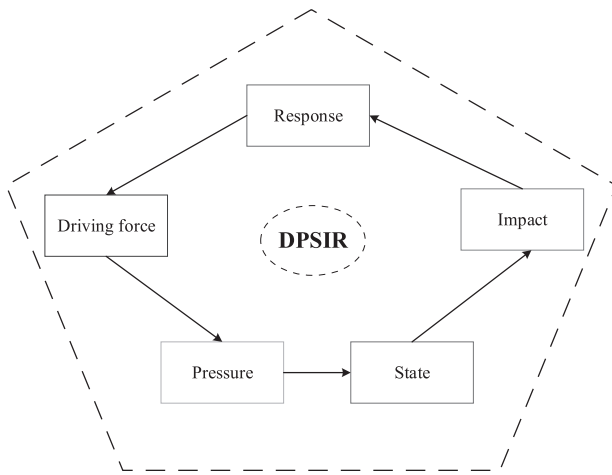 Response
Driving force
Impact
DPSIR
Pressure
State